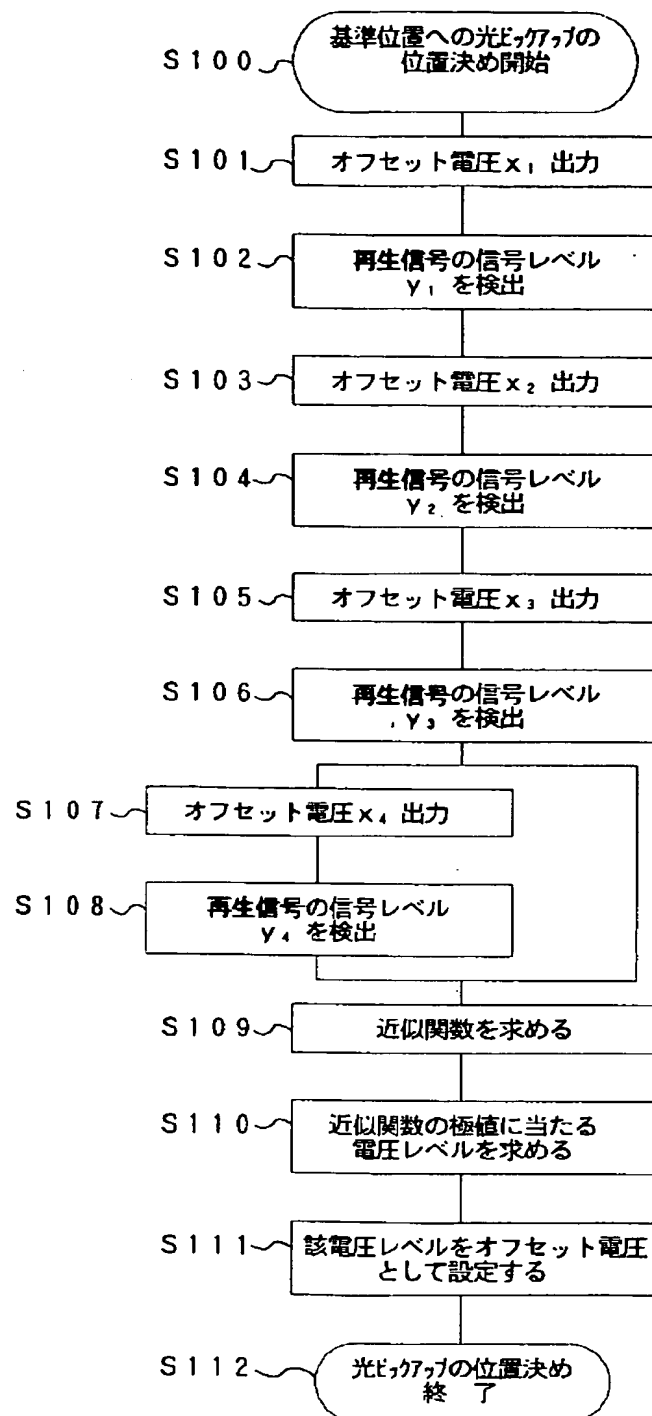 S100
基準位置への光ﾋﾟｯｸｱｯﾌﾟの
位置決め開始
S101
オフセット電圧x₁ 出力
S102
再生信号の信号レベル
y₁ を検出
S103
オフセット電圧x₂ 出力
S104
再生信号の信号レベル
y₂ を検出
S105
オフセット電圧x₃ 出力
S106
再生信号の信号レベル
y₃ を検出
S107
オフセット電圧x₄ 出力
S108
再生信号の信号レベル
y₄ を検出
S109
近似関数を求める
S110
近似関数の極値に当たる
電圧レベルを求める
S111
該電圧レベルをオフセット電圧
として設定する
S112
光ﾋﾟｯｸｱｯﾌﾟの位置決め
終 了